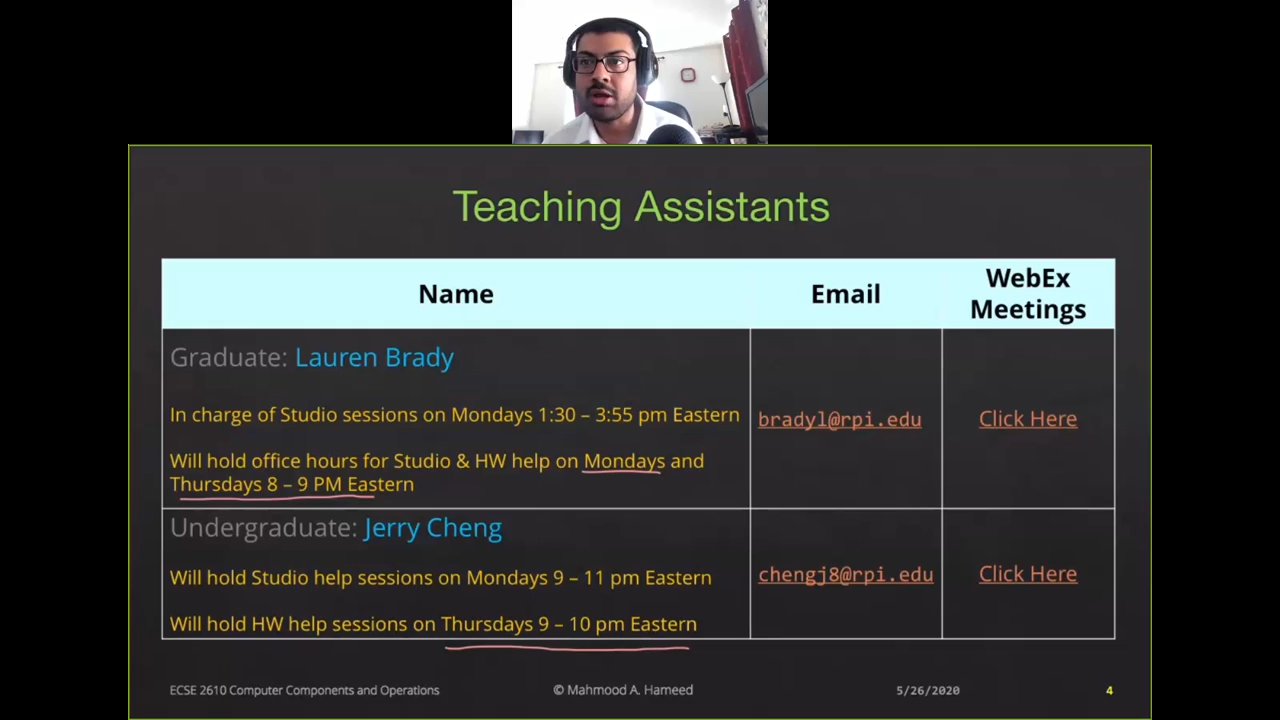 Teaching Assistants
Name
Email
WebEx
Meetings
Graduate: Lauren Brady
In charge of Studio sessions on Mondays 1:30 – 3:55 pm Eastern
Will hold office hours for Studio & HW help on Mondays and
Thursdays 8 – 9 PM Eastern
bradyl@rpi.edu
Click Here
Undergraduate: Jerry Cheng
Will hold Studio help sessions on Mondays 9 – 11 pm Eastern
Will hold HW help sessions on Thursdays 9 – 10 pm Eastern
chengj8@rpi.edu
Click Here
ECSE 2610 Computer Components and Operations
© Mahmood A. Hameed
5/26/2020
4